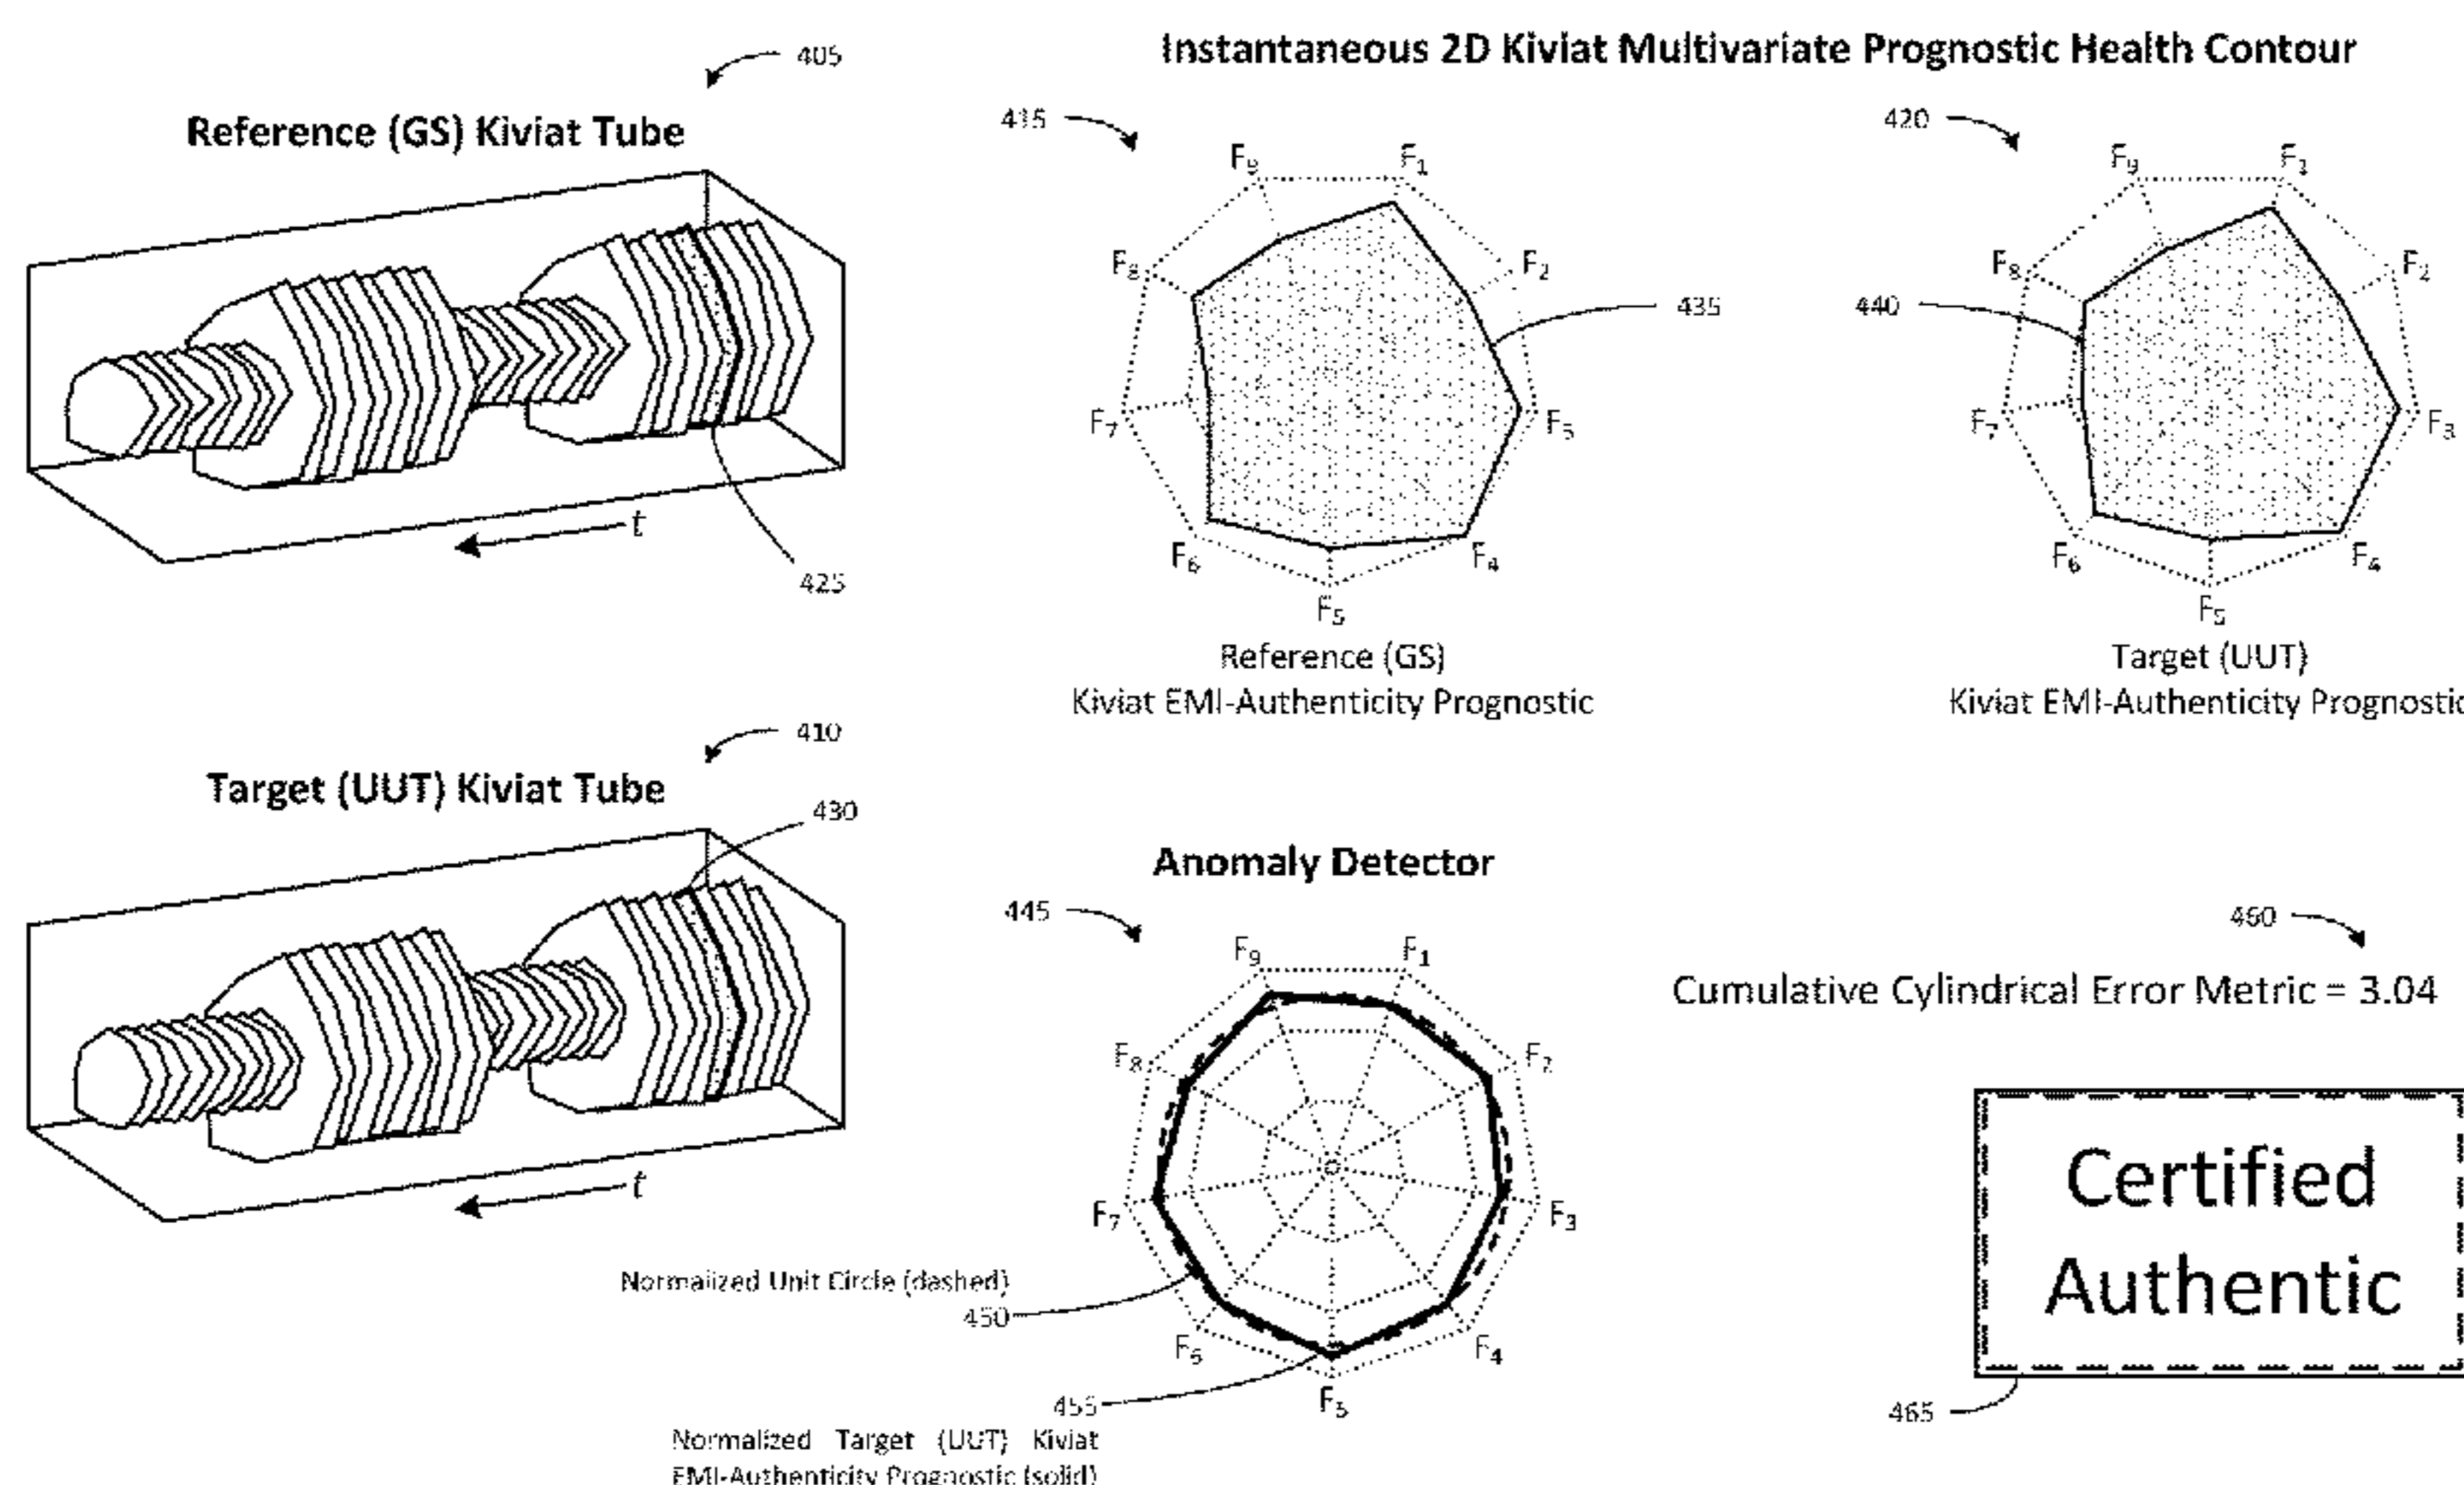 405
Reference (GS) Kiviat Tube
t
425
Instantaneous 2D Kiviat Multivariate Prognostic Health Contour
415
F9 F1
F8 F2
435
F7 F3
F6 F4
F5
Reference (GS)
Kiviat EMI-Authenticity Prognostic
420
F9 F1
F8 F2
440
F7 F3
F6 F4
F5
Target (UUT)
Kiviat EMI-Authenticity Prognostic
410
Target (UUT) Kiviat Tube
430
t
Anomaly Detector
445
F9 F1
F8 F2
F7 F3
Normalized Unit Circle (dashed)
450
F6 F4
F5
455
Normalized Target (UUT) Kiviat
EMI-Authenticity Prognostic (solid)
460
Cumulative Cylindrical Error Metric = 3.04
Certified
Authentic
465